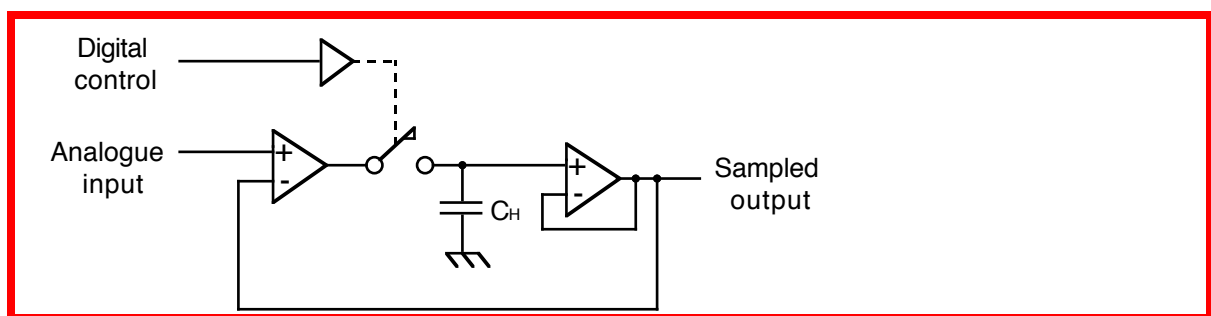 Digital
control
Analogue
input
+
-
CH
+
-
Sampled
output